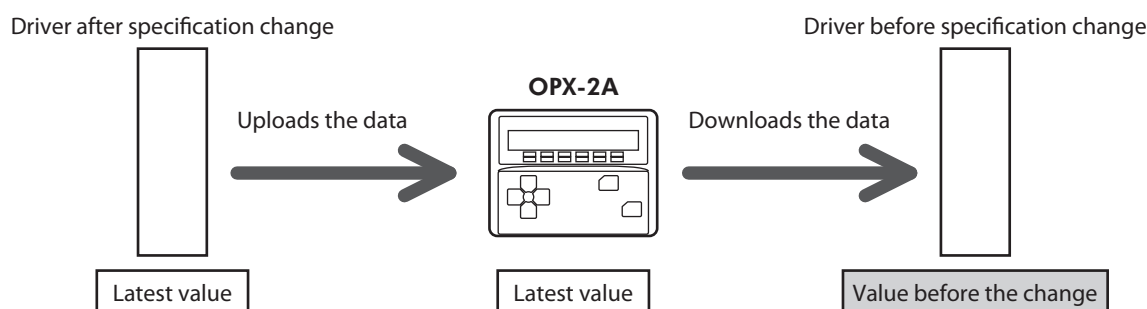 Driver after specification change
Driver before specification change
OPX-2A
Uploads the data
Downloads the data
Latest value
Latest value
Value before the change